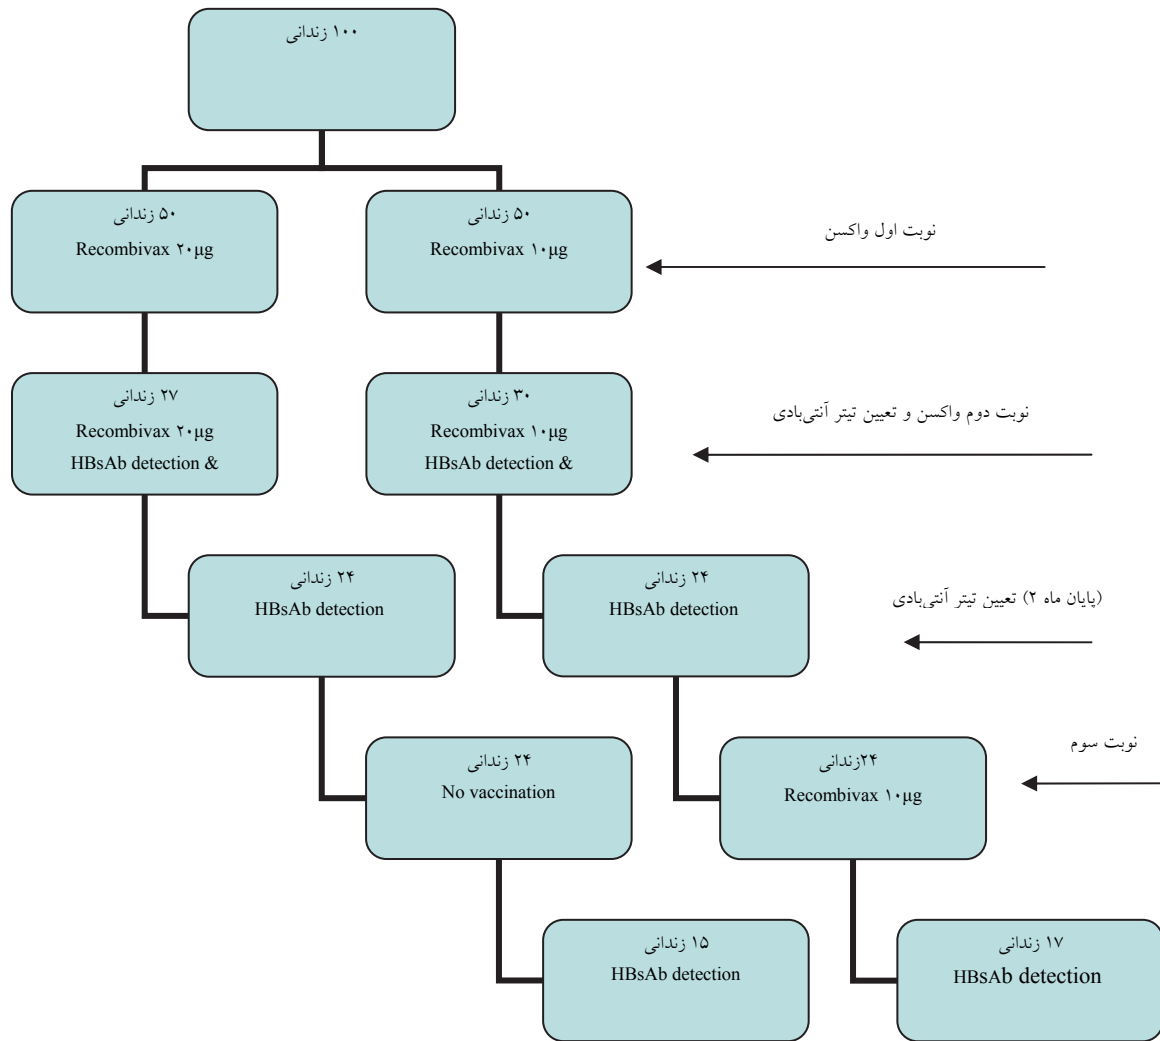 ۱۰۰ زندانی
۵۰ زندانی
Recombivax ۲۰µg
۵۰ زندانی
Recombivax ۱۰µg
نوبت اول واکسن
۲۷ زندانی
Recombivax ۲۰µg
HBsAb detection &
۳۰ زندانی
Recombivax ۱۰µg
HBsAb detection &
نوبت دوم واکسن و تعیین تیتر آنتی‌بادی
۲۴ زندانی
HBsAb detection
۲۴ زندانی
HBsAb detection
(پایان ماه ۲) تعیین تیتر آنتی‌بادی
۲۴ زندانی
No vaccination
۲۴زندانی
Recombivax ۱۰µg
نوبت سوم
۱۵ زندانی
HBsAb detection
۱۷ زندانی
HBsAb detection